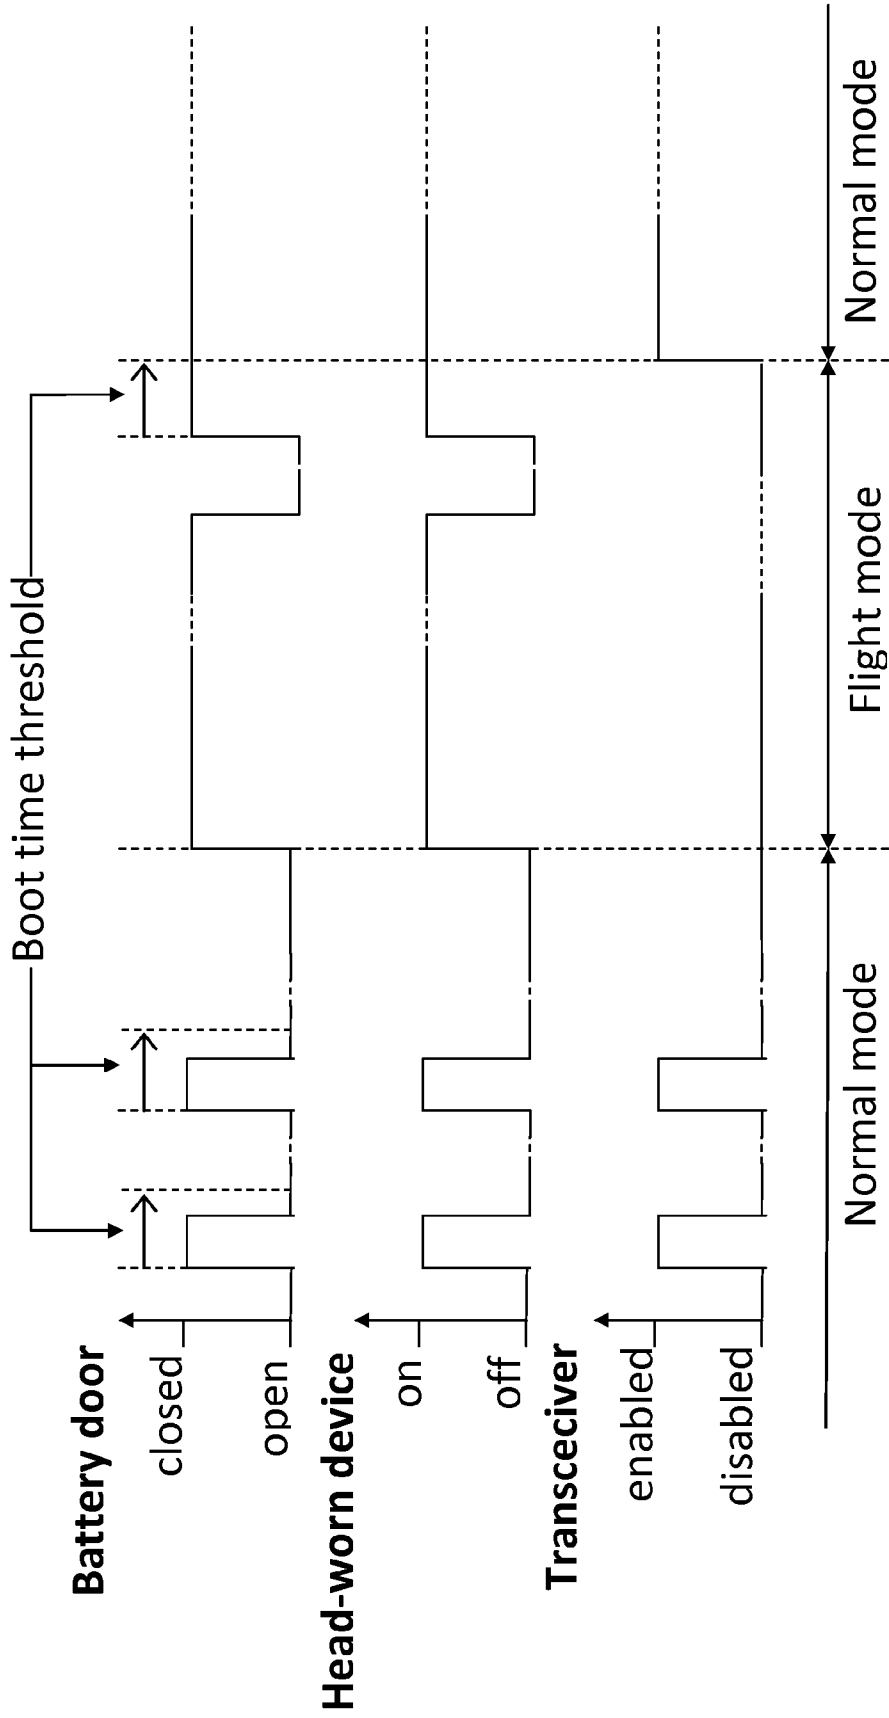 Boot time threshold
Battery door
closed
open
Head-worn device
on
off
Transceciver
enabled
disabled
Normal mode
Flight mode
Normal mode